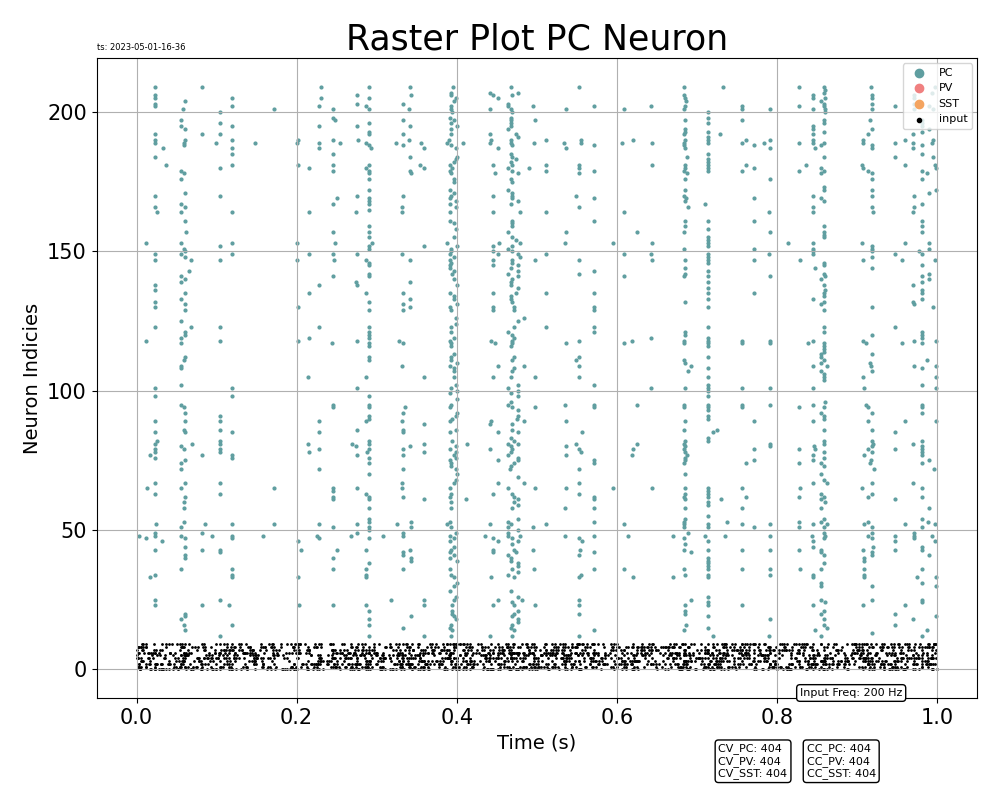 Raster Plot PC Neuron
ts: 2023-05-01-16-36
PC
PV
SST
input
200
150
100
50
0
Neuron Indicies
0.0 0.2 0.4 0.6 0.8 1.0
Time (s)
Input Freq: 200 Hz
CV_PC: 404
CV_PV: 404
CV_SST: 404
CC_PC: 404
CC_PV: 404
CC_SST: 404